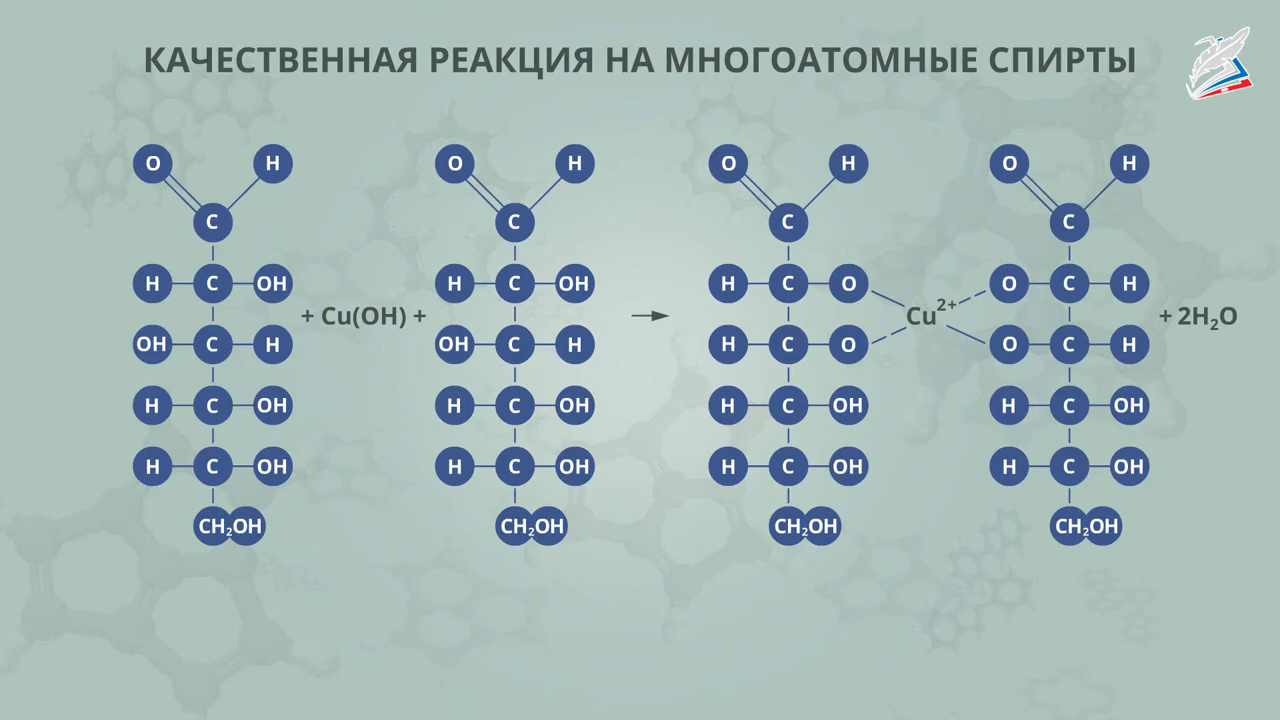 КАЧЕСТВЕННАЯ РЕАКЦИЯ НА МНОГОАТОМНЫЕ СПИРТЫ
O H O H O H O H
C C C C
H C OH H C OH H C O O C H
+ Cu(OH) + Cu²⁺ + 2H₂O
OH C H OH C H H C O O C H
H C OH H C OH H C OH H C OH
H C OH H C OH H C OH H C OH
CH₂OH CH₂OH CH₂OH CH₂OH